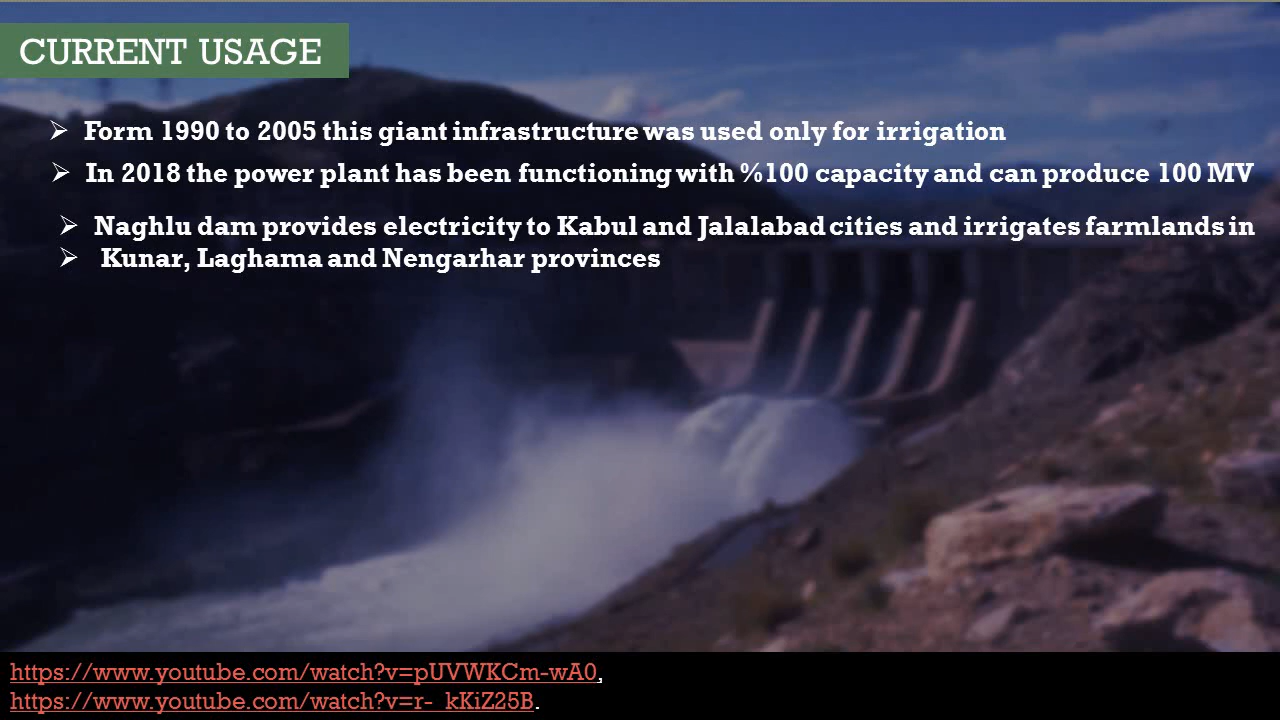 CURRENT USAGE
➢ Form 1990 to 2005 this giant infrastructure was used only for irrigation
➢ In 2018 the power plant has been functioning with %100 capacity and can produce 100 MV
➢ Naghlu dam provides electricity to Kabul and Jalalabad cities and irrigates farmlands in
➢ Kunar, Laghama and Nengarhar provinces
https://www.youtube.com/watch?v=pUVWKCm-wA0,
https://www.youtube.com/watch?v=r-_kKiZ25B.